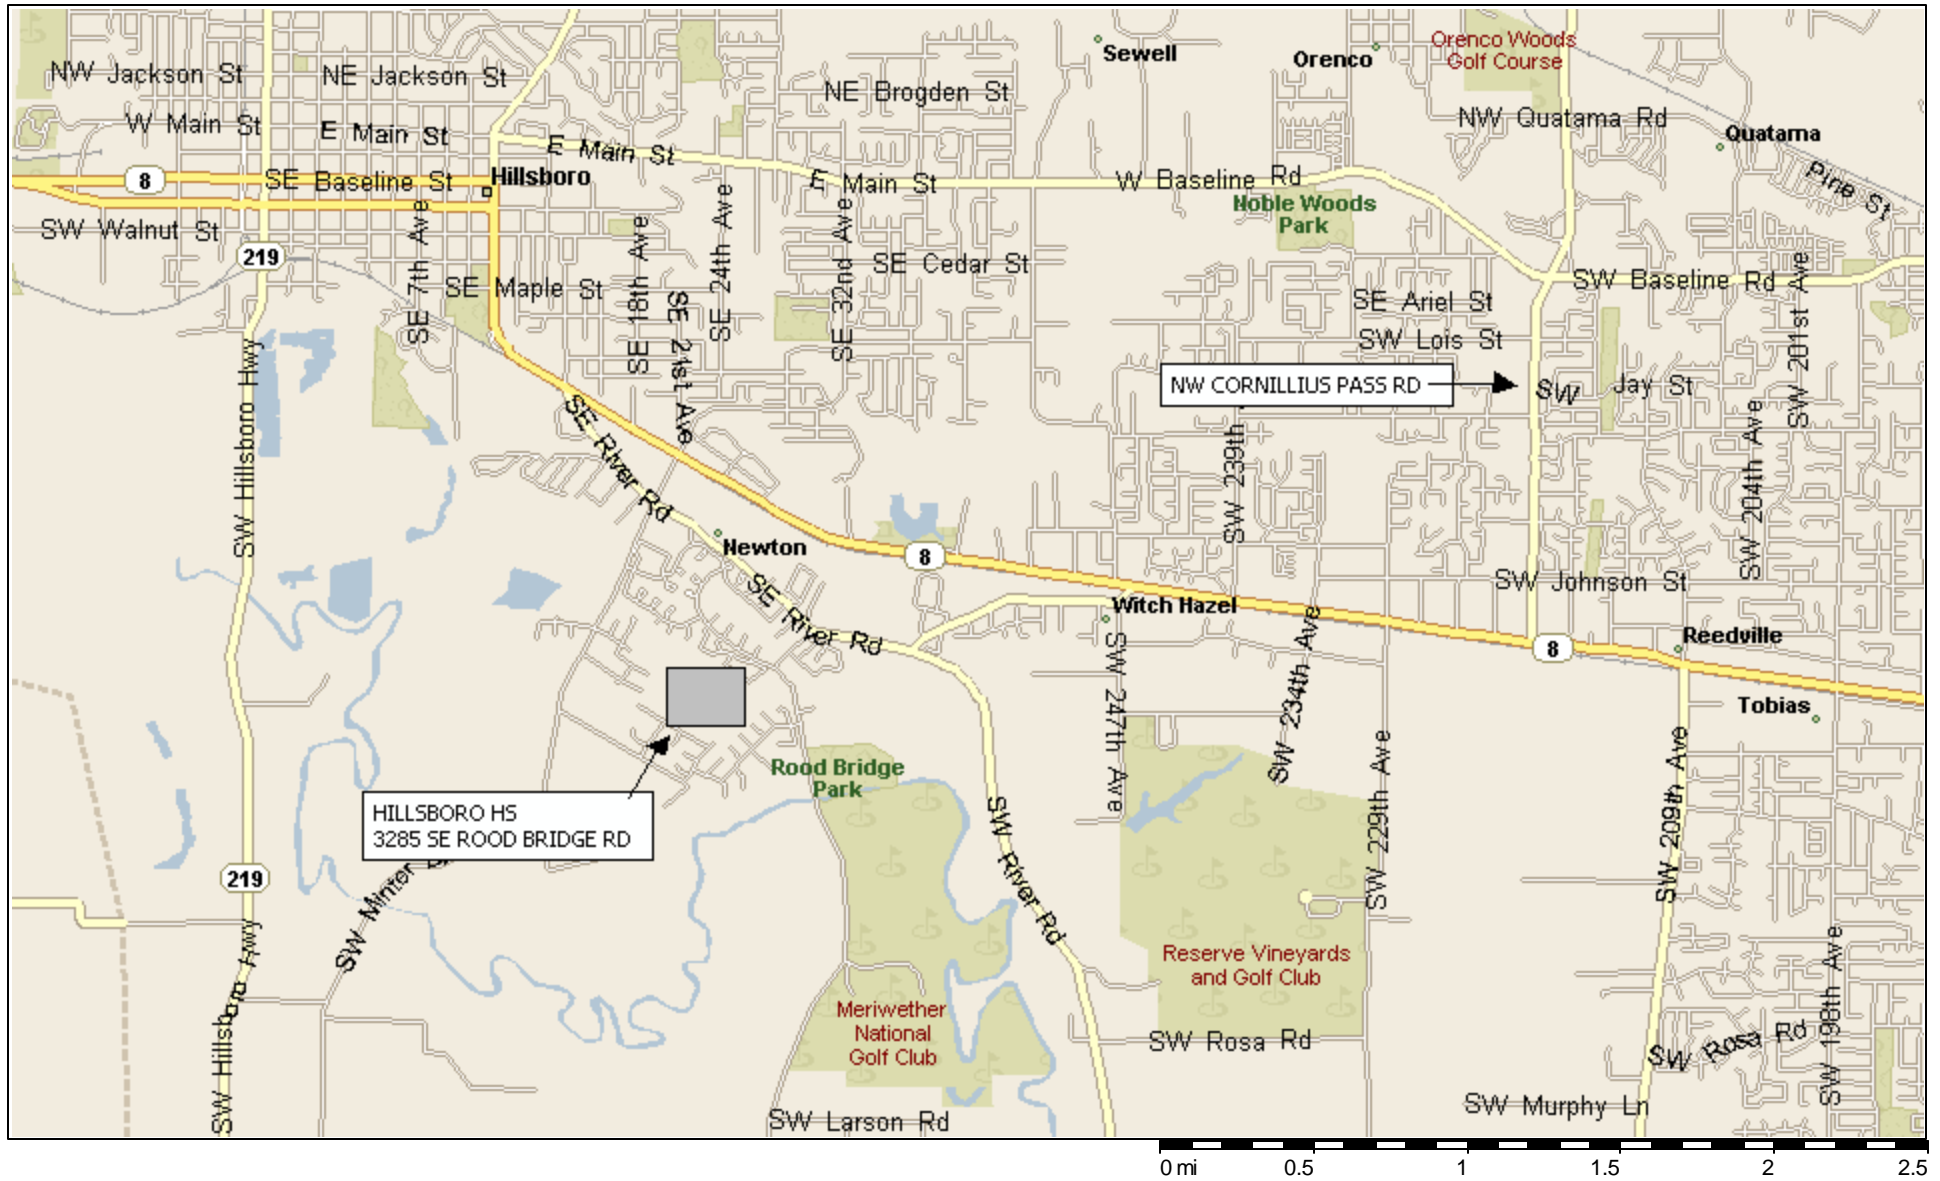 Sewell
Orenco
Orenco Woods
Golf Course
NW Jackson St
NE Jackson St
NE Brogden St
NW Quatama Rd
W Main St
E Main St
E Main St
Quatama
8
SE Baseline St
Hillsboro
E Main St
W Baseline Rd
Pine St
Noble Woods
Park
SW Walnut St
219
SE 7th Ave
SE 18th Ave
SE 24th Ave
SE 32nd Ave
SE Cedar St
SE Maple St
SE 21st Ave
SW Baseline Rd
SE Ariel St
SW Lois St
SW 201st Ave
NW CORNILLIUS PASS RD
SW Jay St
SW Hillsboro Hwy
SE River Rd
SW 239th
SW 204th Ave
Newton
8
SW Johnson St
SE River Rd
Witch Hazel
SW 234th Ave
8
Reedville
SW 247th Ave
Tobias
SW 229th Ave
SW 209th Ave
Rood Bridge
Park
HILLSBORO HS
3285 SE ROOD BRIDGE RD
SW River Rd
219
SW Minter
Reserve Vineyards
and Golf Club
SW 198th Ave
SW Hillsboro Hwy
Meriwether
National
Golf Club
SW Rosa Rd
SW Rosa Rd
SW Murphy Ln
SW Larson Rd
0 mi 0.5 1 1.5 2 2.5